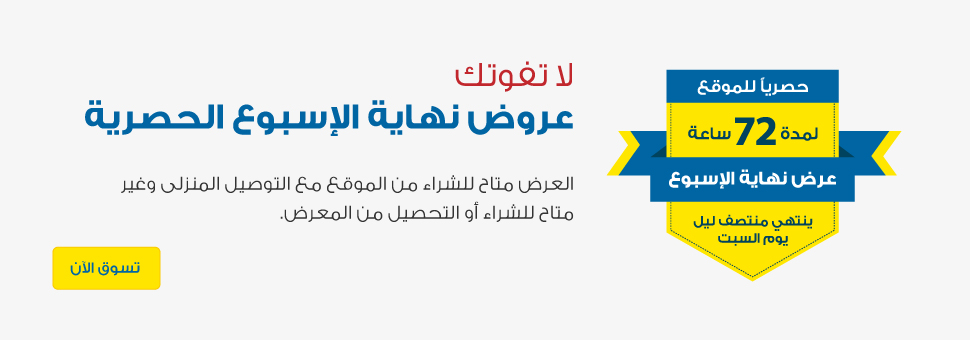 لا تفوتك
عروض نهاية الإسبوع الحصرية
العرض متاح للشراء من الموقع مع التوصيل المنزلى وغير
متاح للشراء أو التحصيل من المعرض.
تسوق الآن
حصرياً للموقع
لمدة 72 ساعة
عرض نهاية الإسبوع
ينتهي منتصف ليل
يوم السبت